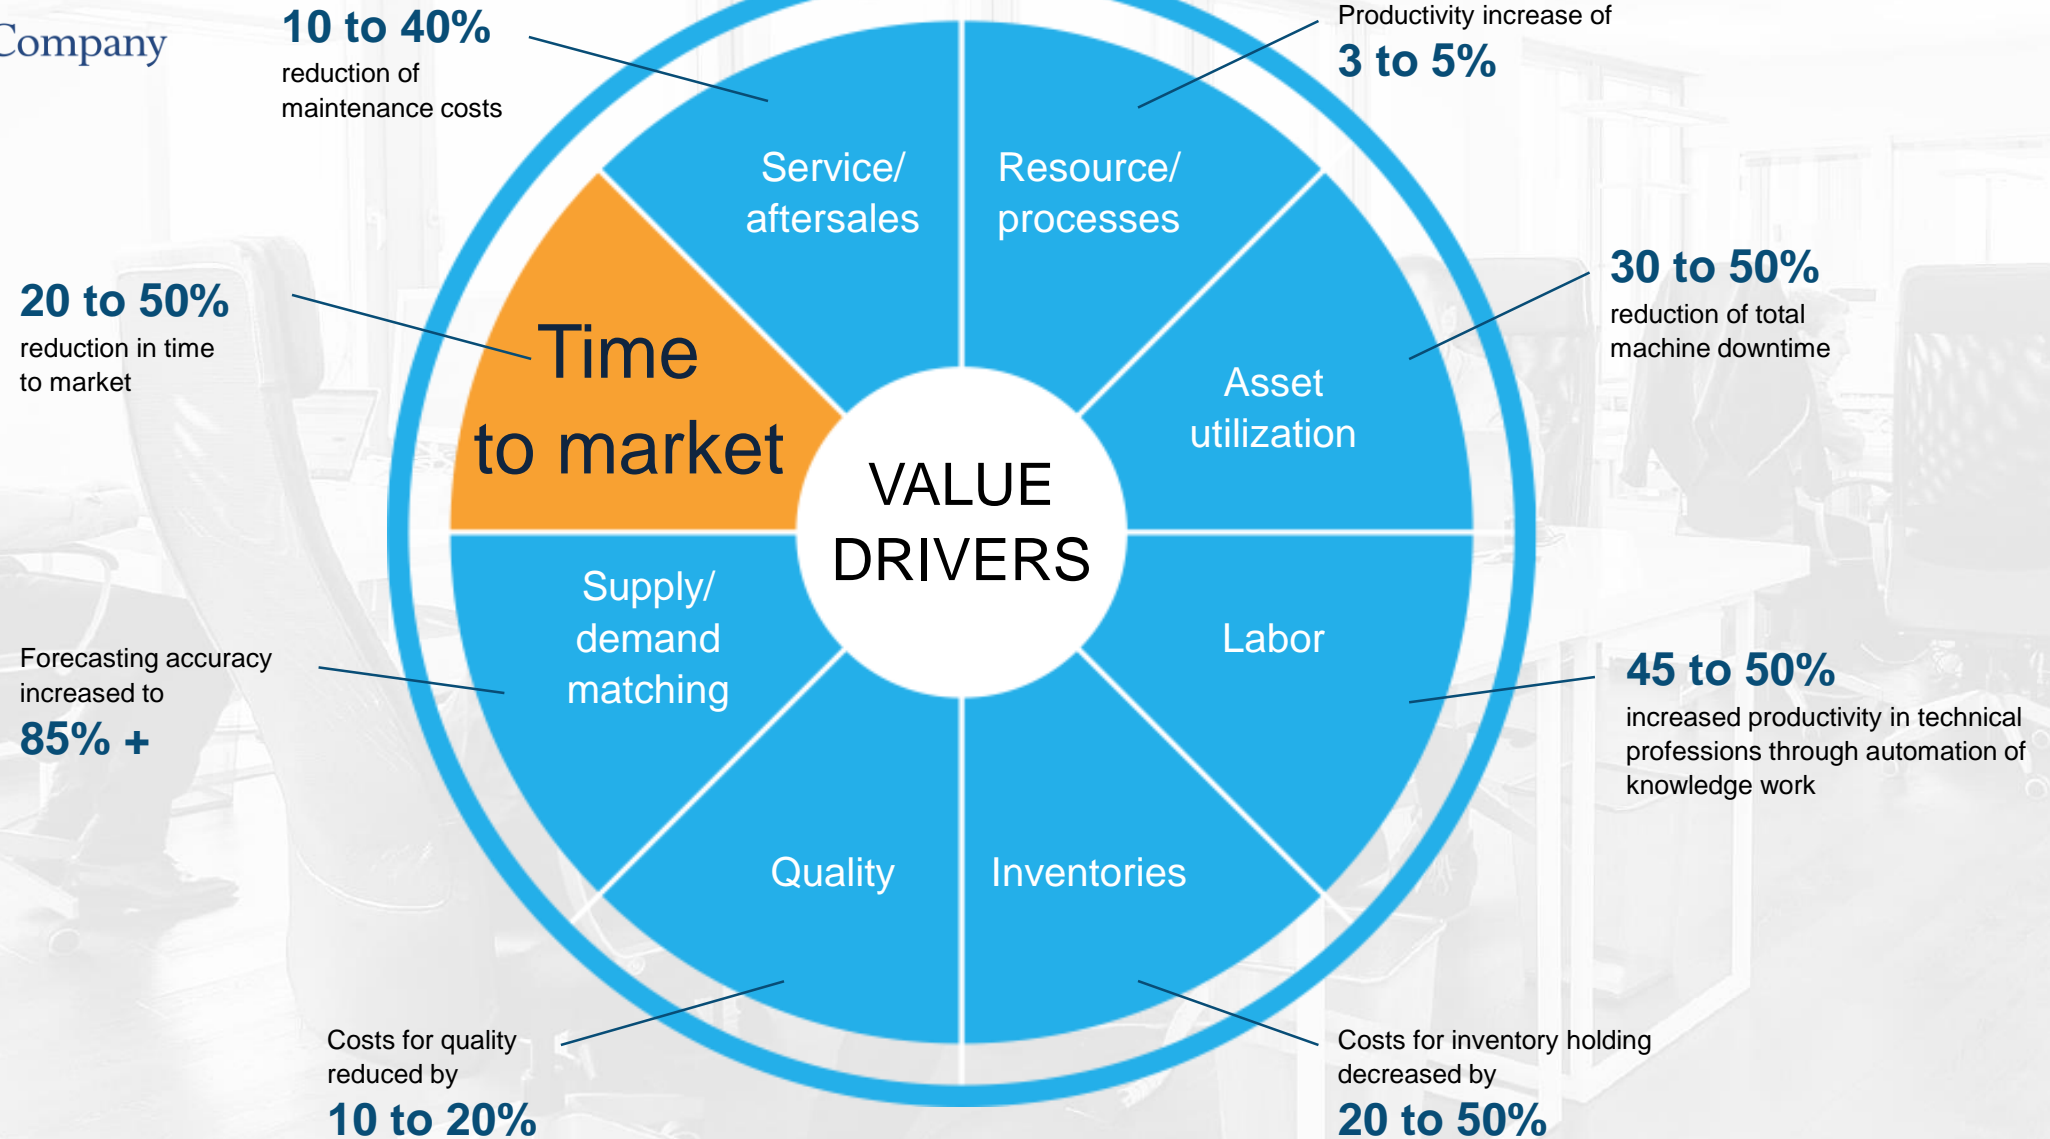 Company
10 to 40%
reduction of
maintenance costs
Productivity increase of
3 to 5%
Service/
aftersales
Resource/
processes
20 to 50%
reduction in time
to market
Time
to market
30 to 50%
reduction of total
machine downtime
Asset
utilization
VALUE
DRIVERS
Supply/
demand
matching
Labor
Forecasting accuracy
increased to
85% +
45 to 50%
increased productivity in technical
professions through automation of
knowledge work
Quality
Inventories
Costs for quality
reduced by
10 to 20%
Costs for inventory holding
decreased by
20 to 50%